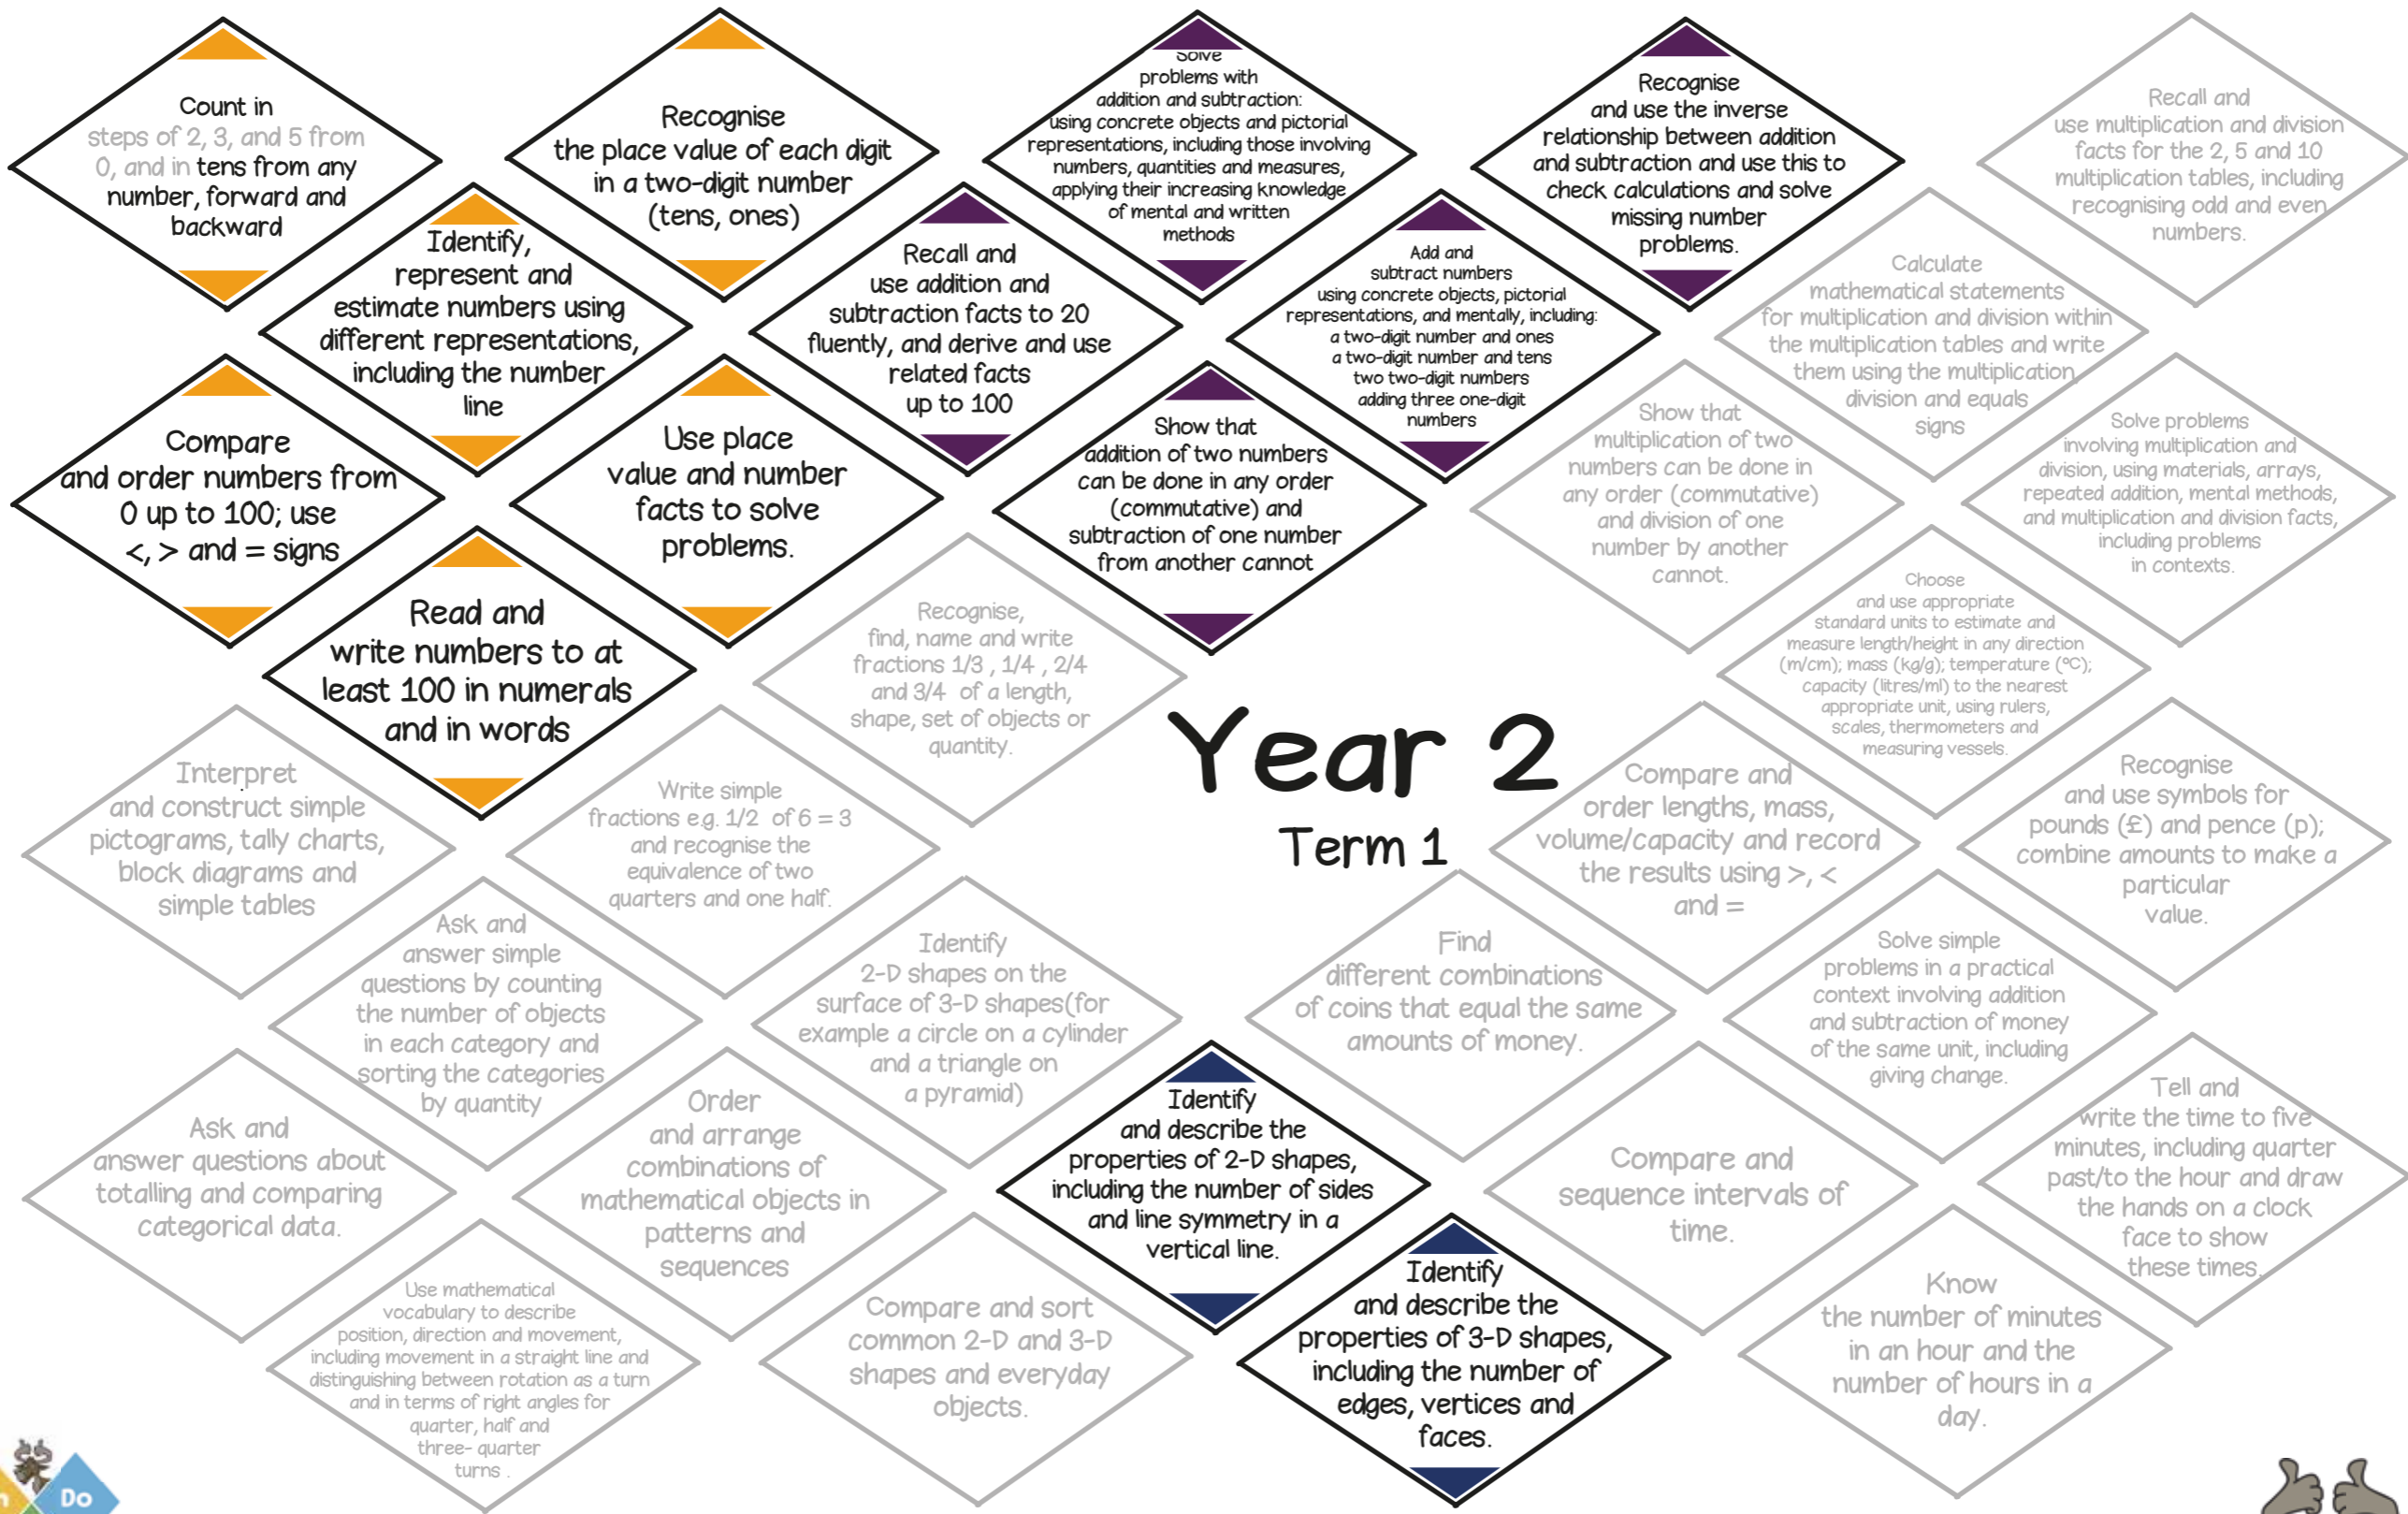 Count in
steps of 2, 3, and 5 from
0, and in tens from any
number, forward and
backward
Recognise
the place value of each digit
in a two-digit number
(tens, ones)
Solve
problems with
addition and subtraction:
using concrete objects and pictorial
representations, including those involving
numbers, quantities and measures,
applying their increasing knowledge
of mental and written
methods
Recognise
and use the inverse
relationship between addition
and subtraction and use this to
check calculations and solve
missing number
problems.
Recall and
use multiplication and division
facts for the 2, 5 and 10
multiplication tables, including
recognising odd and even
numbers.
Identify,
represent and
estimate numbers using
different representations,
including the number
line
Recall and
use addition and
subtraction facts to 20
fluently, and derive and use
related facts
up to 100
Add and
subtract numbers
using concrete objects, pictorial
representations, and mentally, including:
a two-digit number and ones
a two-digit number and tens
two two-digit numbers
adding three one-digit
numbers
Calculate
mathematical statements
for multiplication and division within
the multiplication tables and write
them using the multiplication,
division and equals
signs
Compare
and order numbers from
0 up to 100; use
<, > and = signs
Use place
value and number
facts to solve
problems.
Show that
addition of two numbers
can be done in any order
(commutative) and
subtraction of one number
from another cannot
Show that
multiplication of two
numbers can be done in
any order (commutative)
and division of one
number by another
cannot.
Solve problems
involving multiplication and
division, using materials, arrays,
repeated addition, mental methods,
and multiplication and division facts,
including problems
in contexts.
Read and
write numbers to at
least 100 in numerals
and in words
Recognise,
find, name and write
fractions 1/3 , 1/4 , 2/4
and 3/4 of a length,
shape, set of objects or
quantity.
Choose
and use appropriate
standard units to estimate and
measure length/height in any direction
(m/cm); mass (kg/g); temperature (°C);
capacity (litres/ml) to the nearest
appropriate unit, using rulers,
scales, thermometers and
measuring vessels.
Year 2
Term 1
Interpret
and construct simple
pictograms, tally charts,
block diagrams and
simple tables
Write simple
fractions e.g. 1/2 of 6 = 3
and recognise the
equivalence of two
quarters and one half.
Compare and
order lengths, mass,
volume/capacity and record
the results using >, <
and =
Recognise
and use symbols for
pounds (£) and pence (p);
combine amounts to make a
particular
value.
Ask and
answer simple
questions by counting
the number of objects
in each category and
sorting the categories
by quantity
Identify
2-D shapes on the
surface of 3-D shapes(for
example a circle on a cylinder
and a triangle on
a pyramid)
Find
different combinations
of coins that equal the same
amounts of money.
Solve simple
problems in a practical
context involving addition
and subtraction of money
of the same unit, including
giving change.
Ask and
answer questions about
totalling and comparing
categorical data.
Order
and arrange
combinations of
mathematical objects in
patterns and
sequences
Identify
and describe the
properties of 2-D shapes,
including the number of sides
and line symmetry in a
vertical line.
Compare and
sequence intervals of
time.
Tell and
write the time to five
minutes, including quarter
past/to the hour and draw
the hands on a clock
face to show
these times.
Use mathematical
vocabulary to describe
position, direction and movement,
including movement in a straight line and
distinguishing between rotation as a turn
and in terms of right angles for
quarter, half and
three- quarter
turns .
Compare and sort
common 2-D and 3-D
shapes and everyday
objects.
Identify
and describe the
properties of 3-D shapes,
including the number of
edges, vertices and
faces.
Know
the number of minutes
in an hour and the
number of hours in a
day.
Do